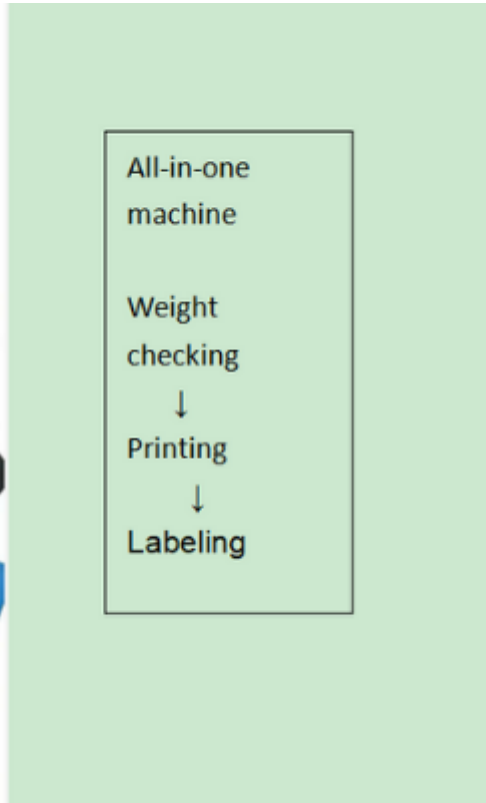 All-in-one
machine
Weight
checking
↓
Printing
↓
Labeling